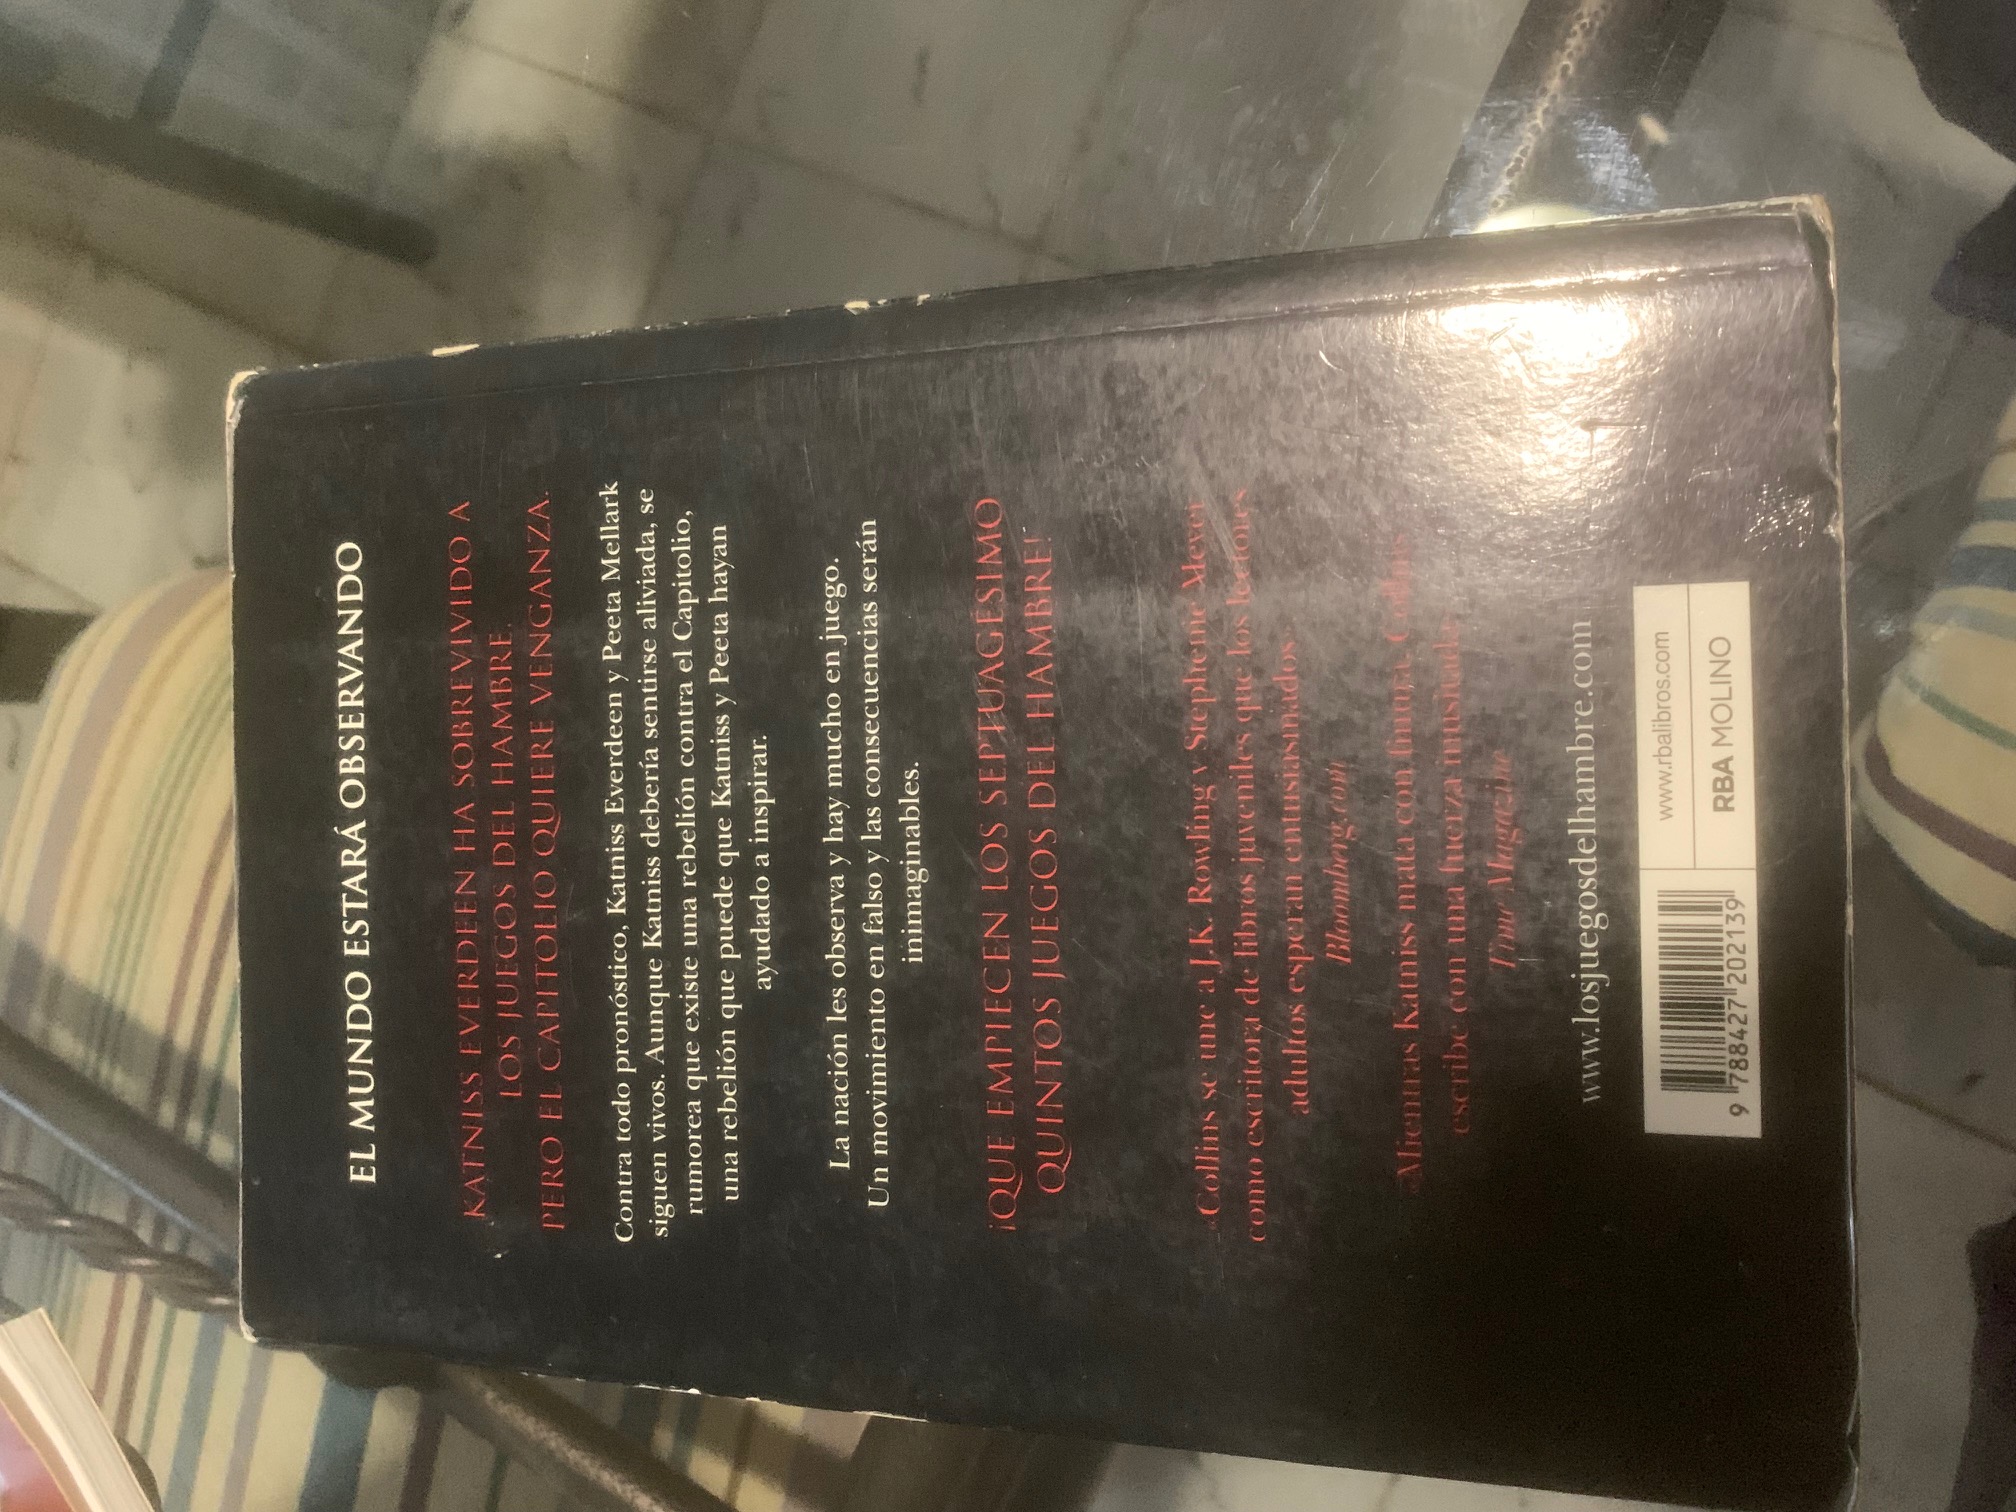 EL MUNDO ESTARÁ OBSERVANDO
KATNISS EVERDEEN HA SOBREVIVIDO A
LOS JUEGOS DEL HAMBRE.
PERO EL CAPITOLIO QUIERE VENGANZA.
Contra todo pronóstico, Katniss Everdeen y Peeta Mellark
siguen vivos. Aunque Katniss debería sentirse aliviada, se
rumorea que existe una rebelión contra el Capitolio,
una rebelión que puede que Katniss y Peeta hayan
ayudado a inspirar.
La nación les observa y hay mucho en juego.
Un movimiento en falso y las consecuencias serán
inimaginables.
¡QUE EMPIECEN LOS SEPTUAGÉSIMO
QUINTOS JUEGOS DEL HAMBRE!
«Collins se une a J.K. Rowling y Stephenie Meyer
como escritora de libros juveniles que los lectores
adultos esperan entusiasmados»
Bloomberg.com
«Mientras Katniss mata con finura, Collins
escribe con una fuerza inusitada»
Time Magazine
www.losjuegosdelhambre.com
www.rbalibros.com
RBA MOLINO
9 788427 202139